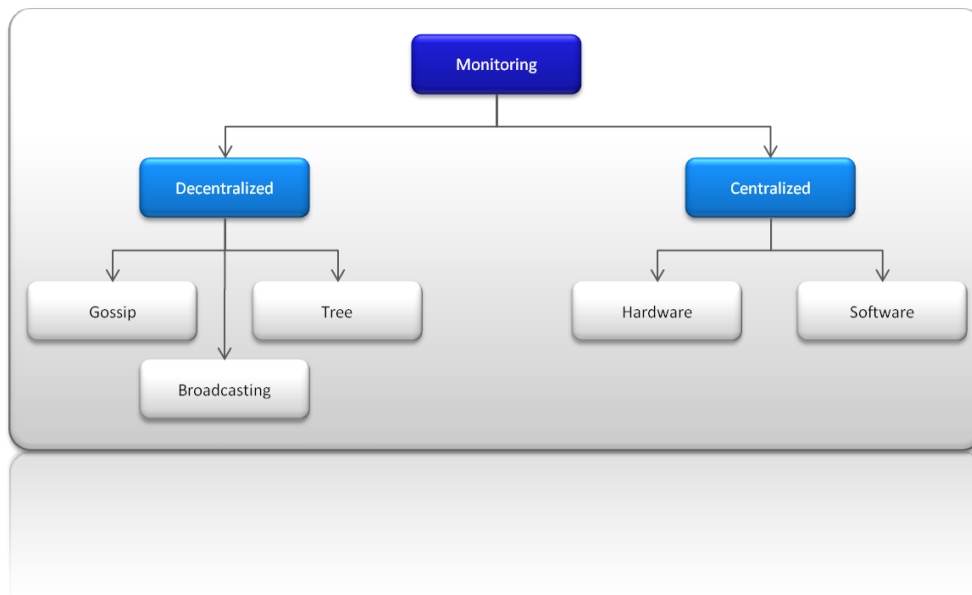 Monitoring
Decentralized
Centralized
Gossip
Tree
Hardware
Software
Broadcasting